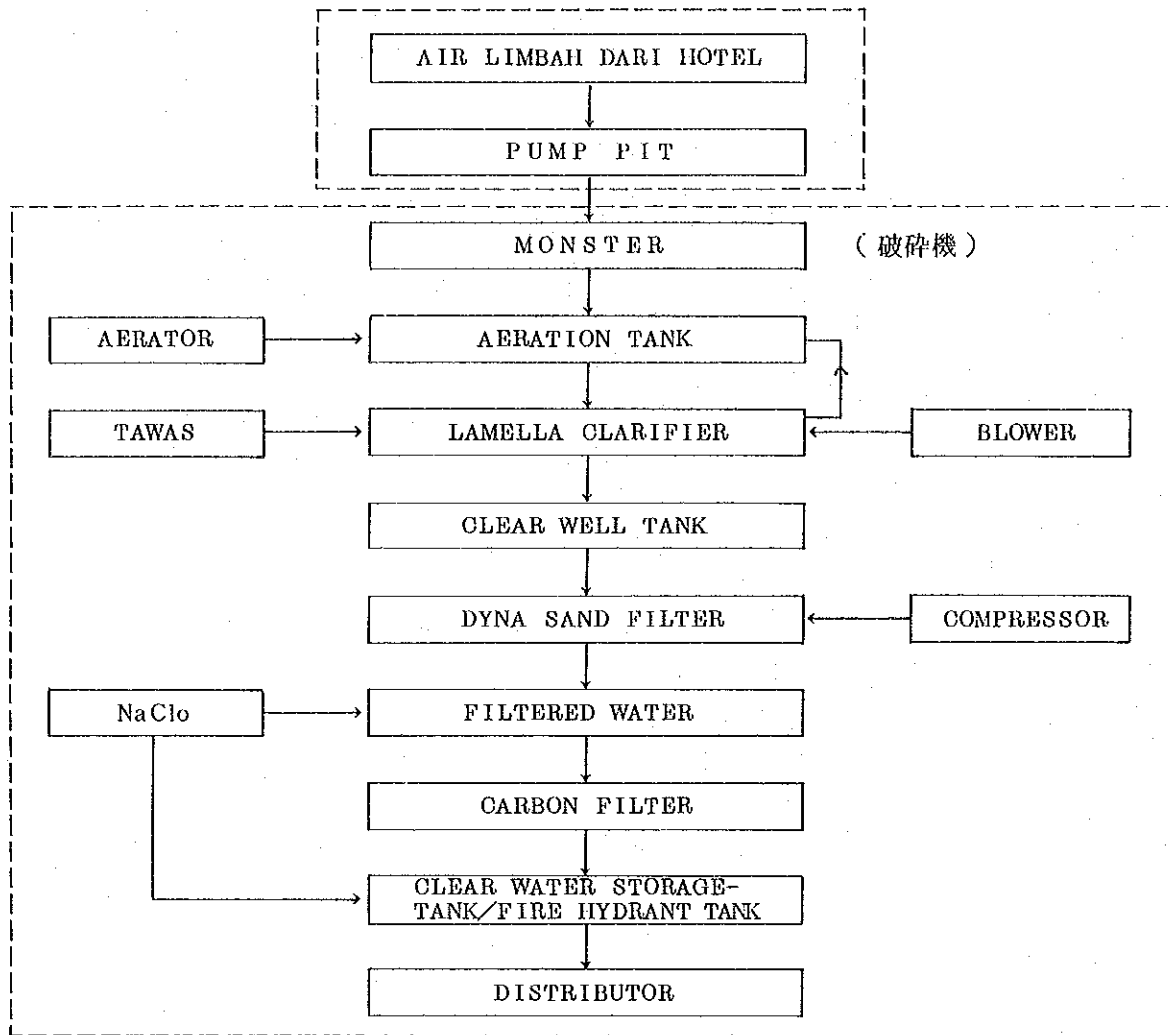 AIR LIMBAH DARI HOTEL
PUMP PIT
MONSTER
(破砕機)
AERATOR
AERATION TANK
TAWAS
LAMELLA CLARIFIER
BLOWER
CLEAR WELL TANK
DYNA SAND FILTER
COMPRESSOR
NaClo
FILTERED WATER
CARBON FILTER
CLEAR WATER STORAGE-
TANK/FIRE HYDRANT TANK
DISTRIBUTOR